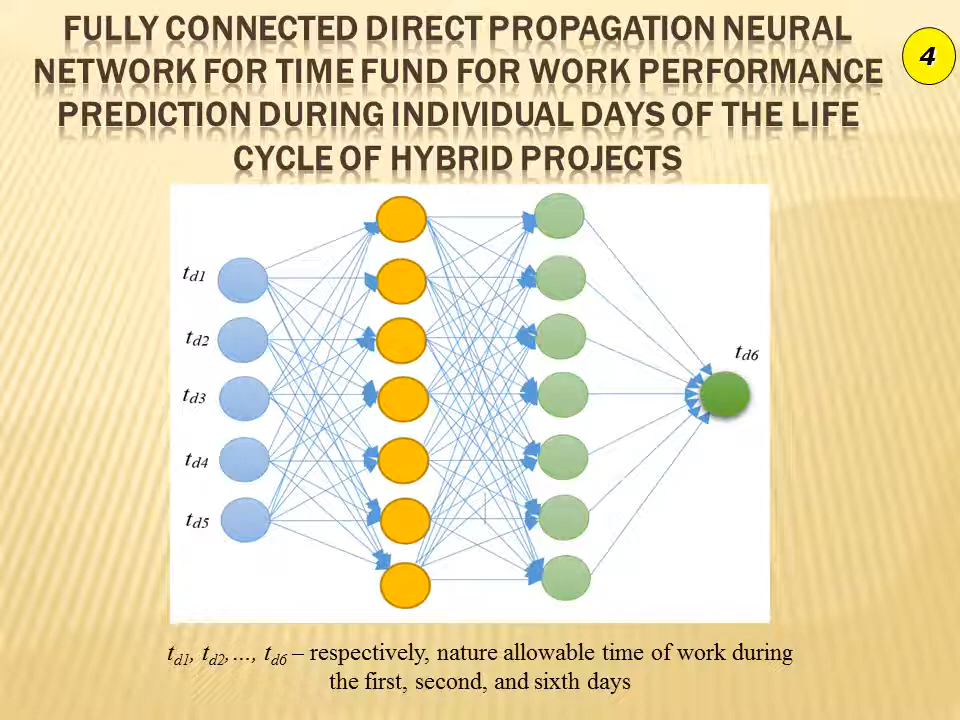 FULLY CONNECTED DIRECT PROPAGATION NEURAL
NETWORK FOR TIME FUND FOR WORK PERFORMANCE
PREDICTION DURING INDIVIDUAL DAYS OF THE LIFE
CYCLE OF HYBRID PROJECTS
4
td1
td2
td3
td4
td5
td6
td1, td2,…, td6 – respectively, nature allowable time of work during
the first, second, and sixth days